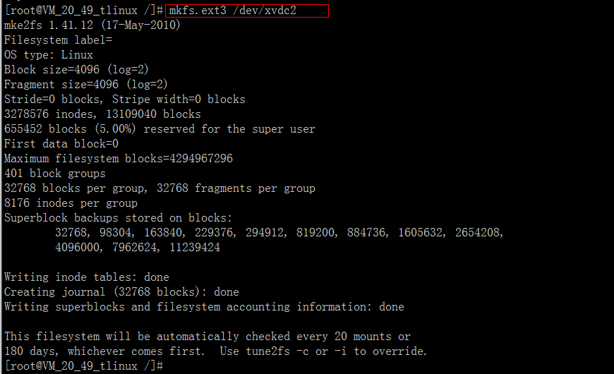 [root@VM_20_49_tlinux /]# mkfs.ext3 /dev/xvdc2
mke2fs 1.41.12 (17-May-2010)
Filesystem label=
OS type: Linux
Block size=4096 (log=2)
Fragment size=4096 (log=2)
Stride=0 blocks, Stripe width=0 blocks
3278576 inodes, 13109040 blocks
655452 blocks (5.00%) reserved for the super user
First data block=0
Maximum filesystem blocks=4294967296
401 block groups
32768 blocks per group, 32768 fragments per group
8176 inodes per group
Superblock backups stored on blocks:
32768, 98304, 163840, 229376, 294912, 819200, 884736, 1605632, 2654208,
4096000, 7962624, 11239424
Writing inode tables: done
Creating journal (32768 blocks): done
Writing superblocks and filesystem accounting information: done
This filesystem will be automatically checked every 20 mounts or
180 days, whichever comes first.  Use tune2fs -c or -i to override.
[root@VM_20_49_tlinux /]#